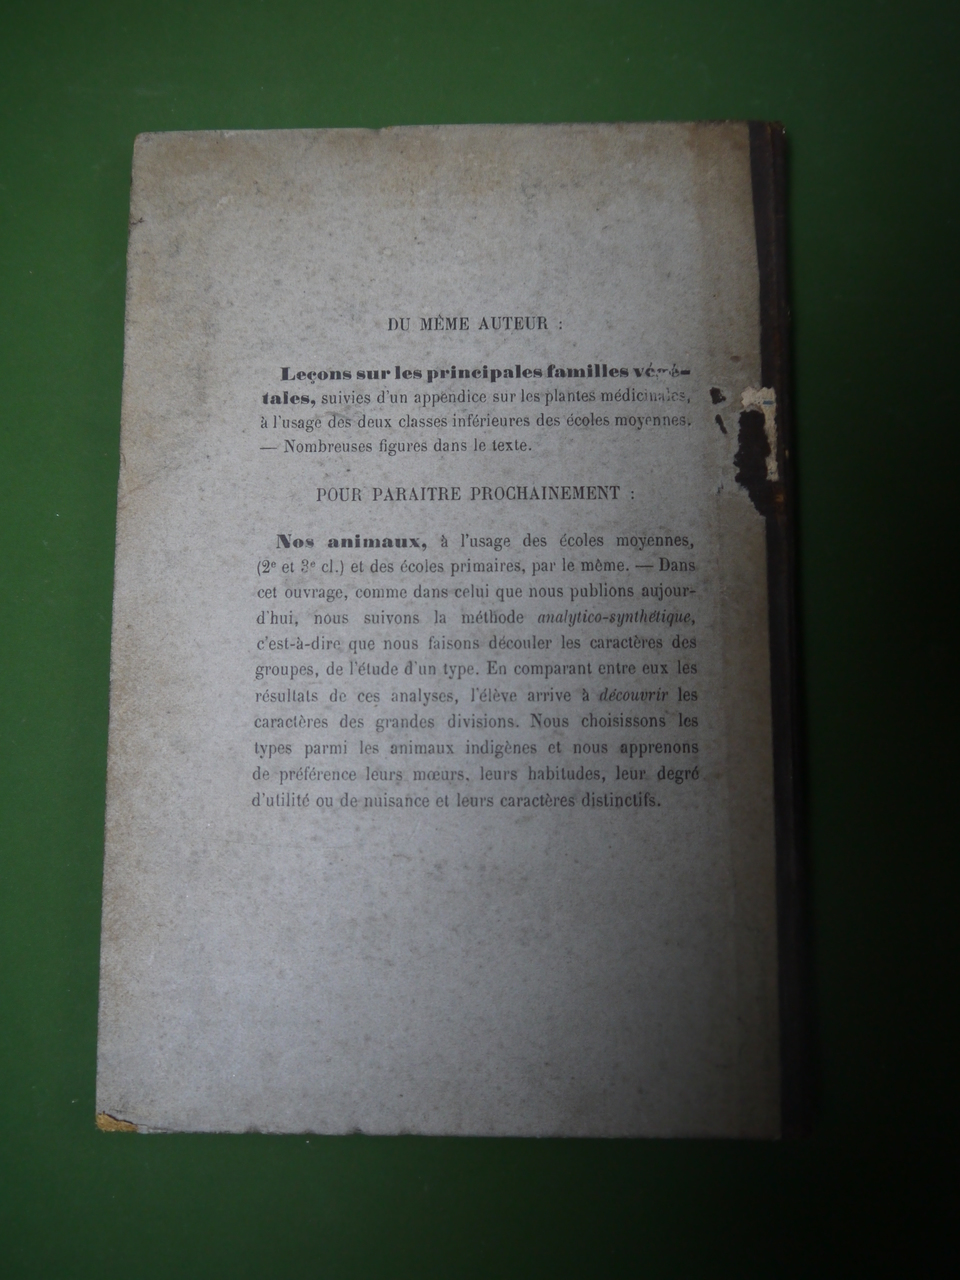 DU MÊME AUTEUR :
Leçons sur les principales familles végé-
tales, suivies d'un appendice sur les plantes médicinales,
à l'usage des deux classes inférieures des écoles moyennes.
— Nombreuses figures dans le texte.
POUR PARAITRE PROCHAINEMENT :
Nos animaux, à l'usage des écoles moyennes,
(2e et 3e cl.) et des écoles primaires, par le même. — Dans
cet ouvrage, comme dans celui que nous publions aujour-
d'hui, nous suivons la méthode analytico-synthétique,
c'est-à-dire que nous faisons découler les caractères des
groupes, de l'étude d'un type. En comparant entre eux les
résultats de ces analyses, l'élève arrive à découvrir les
caractères des grandes divisions. Nous choisissons les
types parmi les animaux indigènes et nous apprenons
de préférence leurs mœurs, leurs habitudes, leur degré
d'utilité ou de nuisance et leurs caractères distinctifs.